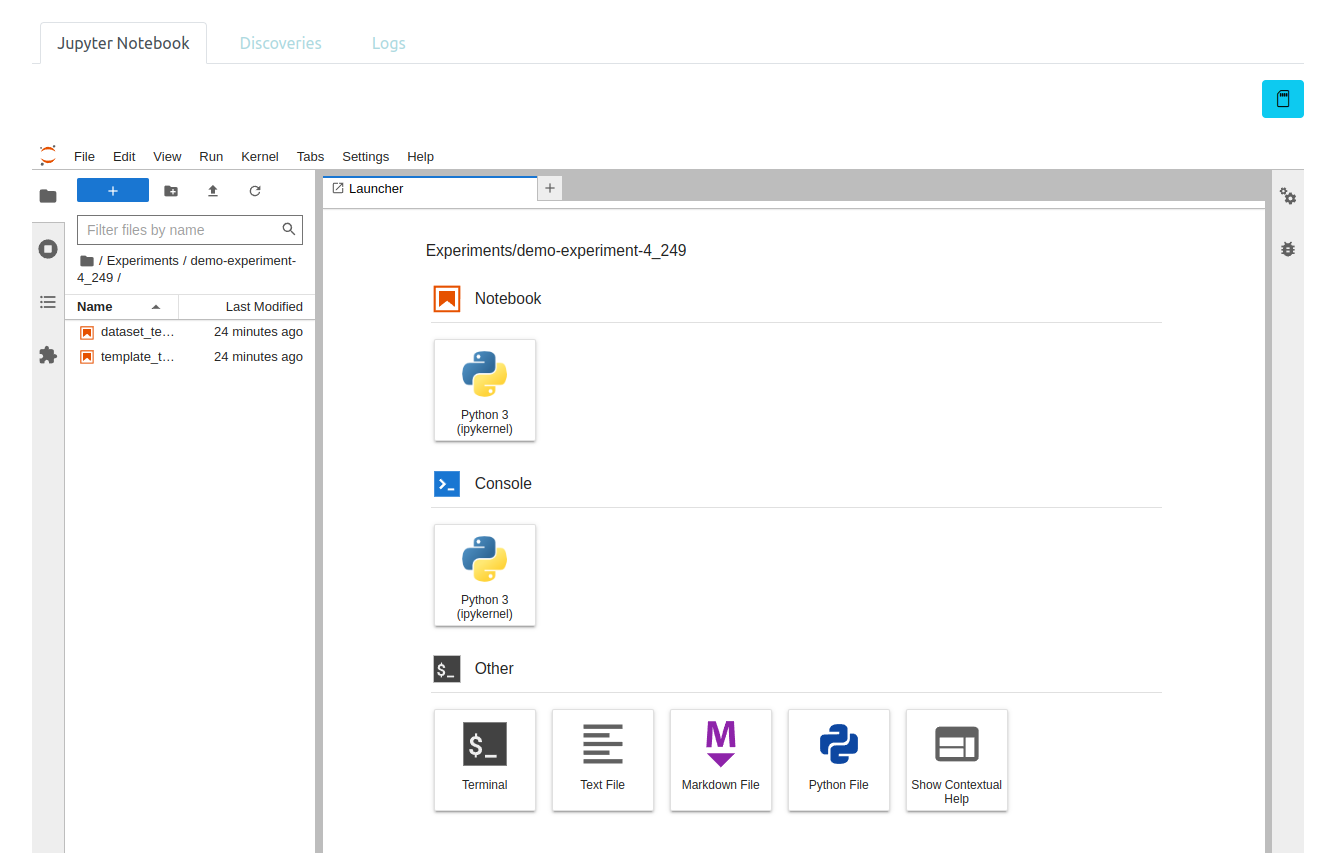 Jupyter Notebook Discoveries Logs
File Edit View Run Kernel Tabs Settings Help
Launcher
Filter files by name
/ Experiments / demo-experiment-
4_249 /
Name Last Modified
dataset_te… 24 minutes ago
template_t… 24 minutes ago
Experiments/demo-experiment-4_249
Notebook
Python 3
(ipykernel)
Console
Python 3
(ipykernel)
$_ Other
$_
M
Terminal Text File Markdown File Python File Show Contextual
Help